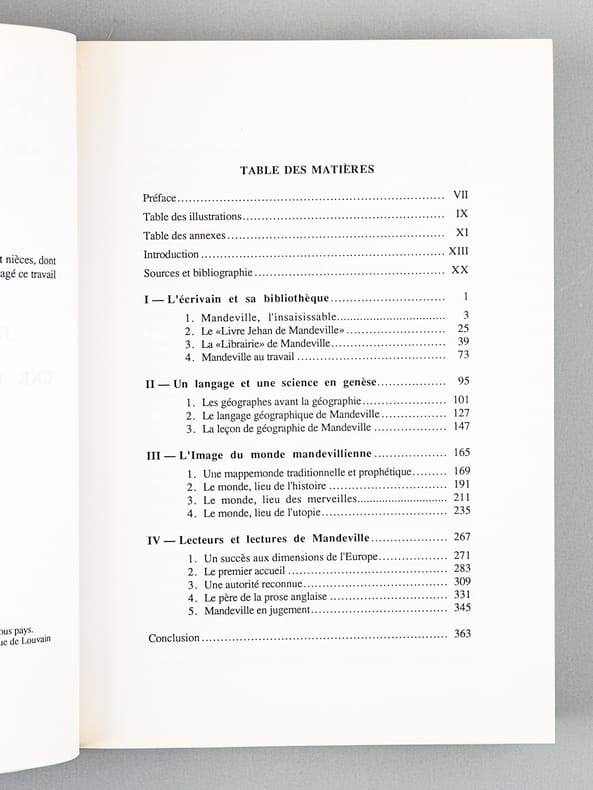 t nièces, dont
agé ce travail
ous pays.
ue de Louvain
TABLE DES MATIÈRES
Préface VII
Table des illustrations IX
Table des annexes XI
Introduction XIII
Sources et bibliographie XX
I — L'écrivain et sa bibliothèque 1
1. Mandeville, l'insaisissable 3
2. Le «Livre Jehan de Mandeville» 25
3. La «Librairie» de Mandeville 39
4. Mandeville au travail 73
II — Un langage et une science en genèse 95
1. Les géographes avant la géographie 101
2. Le langage géographique de Mandeville 127
3. La leçon de géographie de Mandeville 147
III — L'Image du monde mandevillienne 165
1. Une mappemonde traditionnelle et prophétique 169
2. Le monde, lieu de l'histoire 191
3. Le monde, lieu des merveilles 211
4. Le monde, lieu de l'utopie 235
IV — Lecteurs et lectures de Mandeville 267
1. Un succès aux dimensions de l'Europe 271
2. Le premier accueil 283
3. Une autorité reconnue 309
4. Le père de la prose anglaise 331
5. Mandeville en jugement 345
Conclusion 363